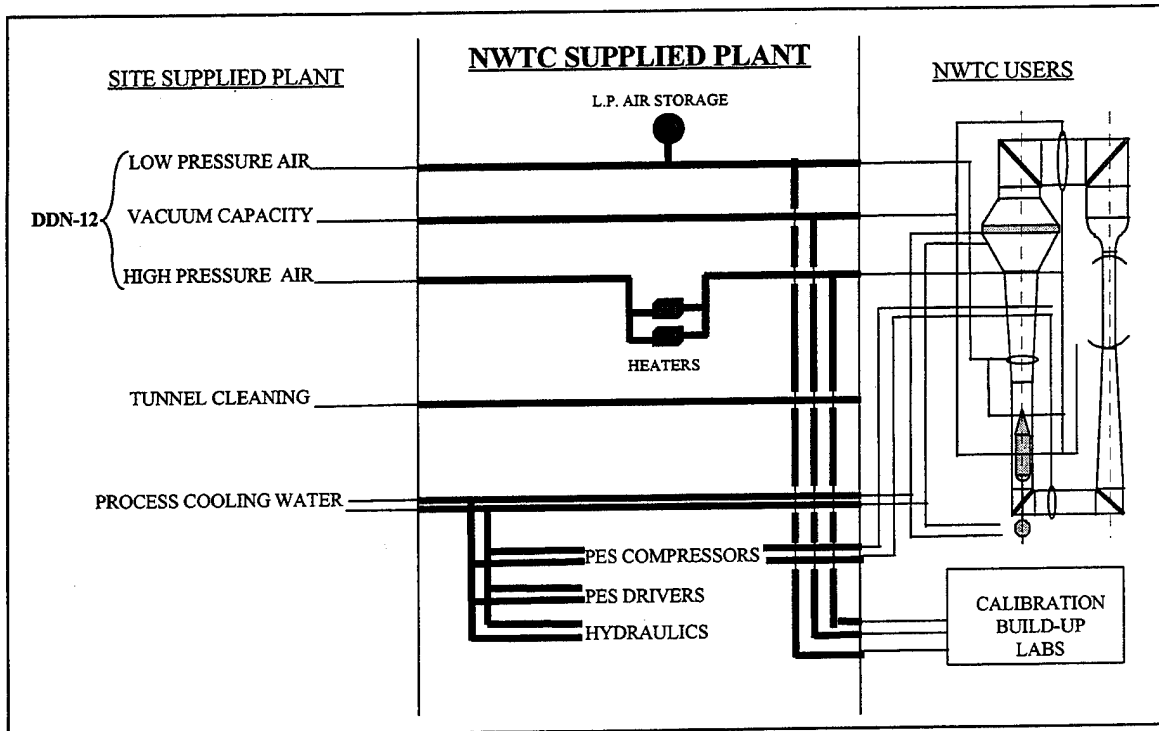 SITE SUPPLIED PLANT
NWTC SUPPLIED PLANT
NWTC USERS
L.P. AIR STORAGE
DDN-12
LOW PRESSURE AIR
VACUUM CAPACITY
HIGH PRESSURE AIR
HEATERS
TUNNEL CLEANING
PROCESS COOLING WATER
PES COMPRESSORS
PES DRIVERS
HYDRAULICS
CALIBRATION
BUILD-UP
LABS